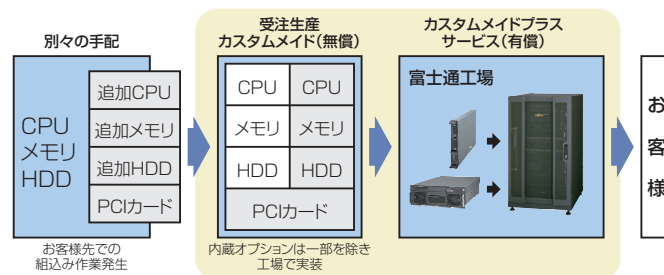 別々の手配
CPU
メモリ
HDD
追加CPU
追加メモリ
追加HDD
PCIカード
お客様先での
組込み作業発生
受注生産
カスタムメイド(無償)
CPU
CPU
メモリ
メモリ
HDD
HDD
PCIカード
内蔵オプションは一部を除き
工場で実装
カスタムメイドプラス
サービス(有償)
富士通工場
お
客
様